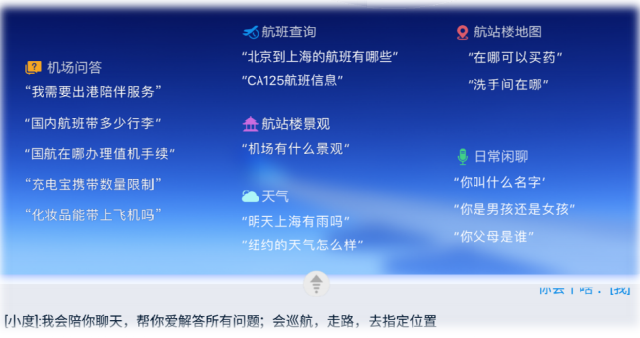 机场问答
“我需要出港陪伴服务”
“国内航班带多少行李“
“国航在哪办理值机手续“
“充电宝携带数量限制”
“化妆品能带上飞机吗”
航班查询
“北京到上海的航班有哪些“
“CA125航班信息”
航站楼景观
“机场有什么景观”
天气
“明天上海有雨吗”
“纽约的天气怎么样”
航站楼地图
“在哪可以买药”
“洗手间在哪”
日常闲聊
“你叫什么名字’
“你是男孩还是女孩”
“你父母是谁”
[我]
[小度]:我会陪你聊天，帮你爱解答所有问题；会巡航，走路，去指定位置